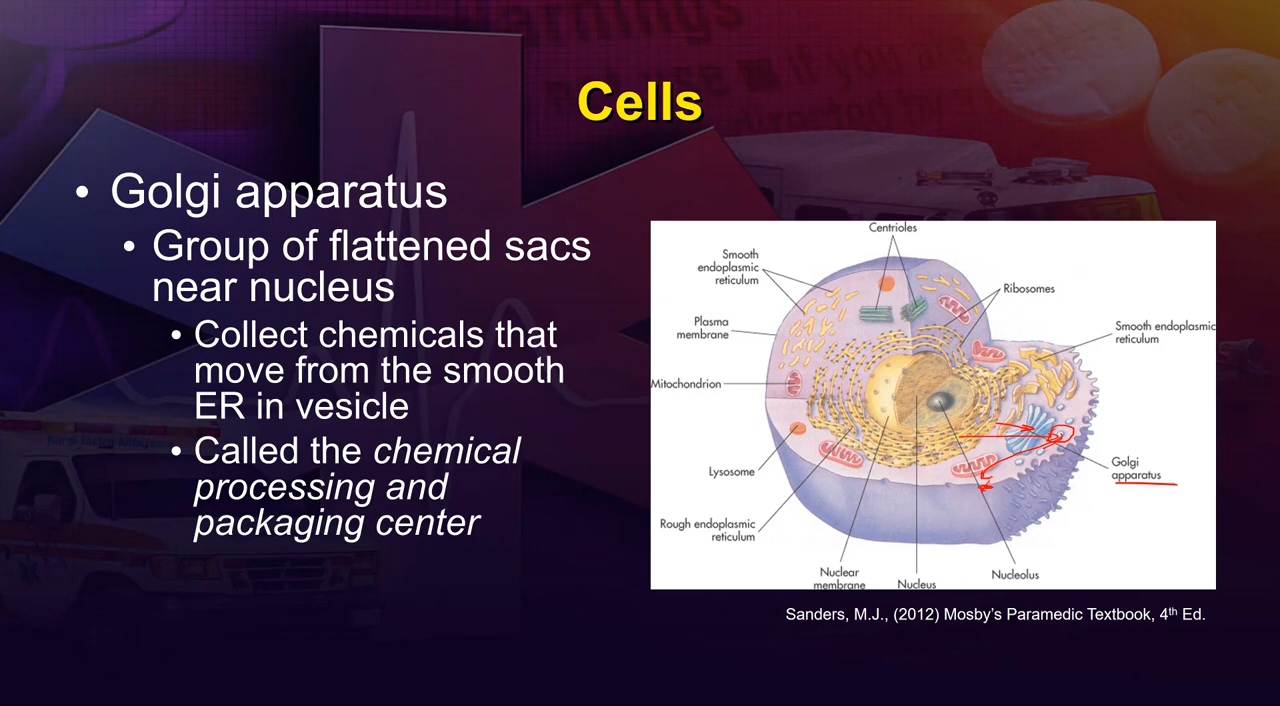 Cells
• Golgi apparatus
• Group of flattened sacs
near nucleus
• Collect chemicals that
move from the smooth
ER in vesicle
• Called the chemical
processing and
packaging center
Centrioles
Smooth
endoplasmic
reticulum
Ribosomes
Plasma
membrane
Smooth endoplasmic
reticulum
Mitochondrion
Lysosome
Golgi
apparatus
Rough endoplasmic
reticulum
Nuclear
membrane
Nucleus
Nucleolus
Sanders, M.J., (2012) Mosby's Paramedic Textbook, 4th Ed.